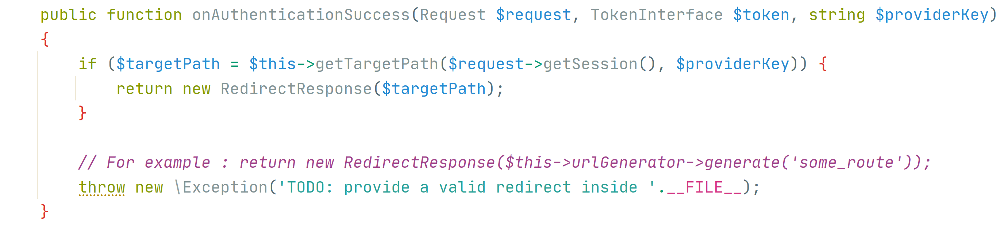 public function onAuthenticationSuccess(Request $request, TokenInterface $token, string $providerKey)
{
if ($targetPath = $this->getTargetPath($request->getSession(), $providerKey)) {
return new RedirectResponse($targetPath);
}
// For example : return new RedirectResponse($this->urlGenerator->generate('some_route'));
throw new \Exception('TODO: provide a valid redirect inside '.__FILE__);
}